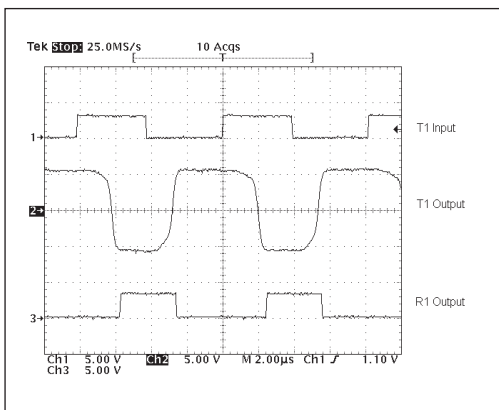 Tek Stop: 25.0MS/s 10 Acqs
T
1 T1 Input
2 T1 Output
3 R1 Output
Ch1 5.00 V Ch2 5.00 V M 2.00µs Ch1 1.10 V
Ch3 5.00 V